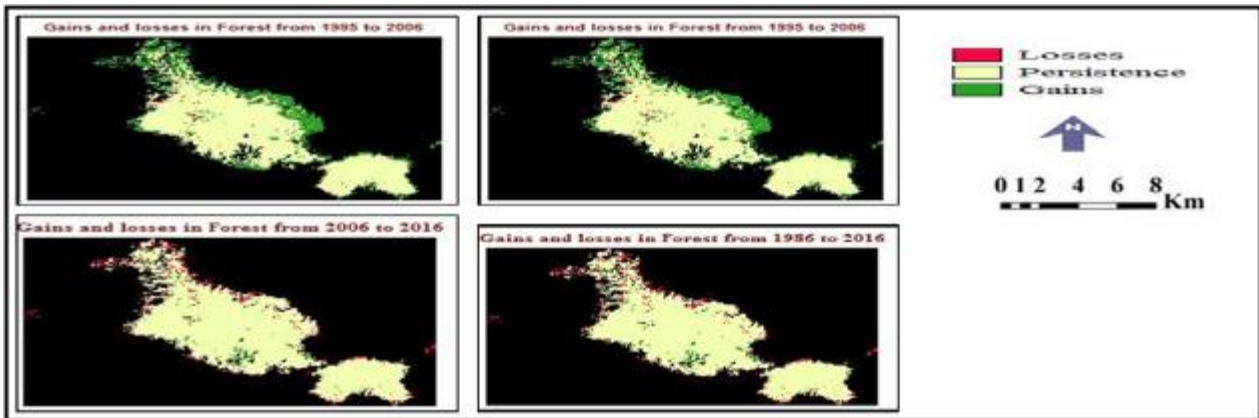 Gains and losses in Forest from 1995 to 2006
Gains and losses in Forest from 1995 to 2006
Losses
Persistence
Gains
N
0 1 2 4 6 8
Km
Gains and losses in Forest from 2006 to 2016
Gains and losses in Forest from 1986 to 2016